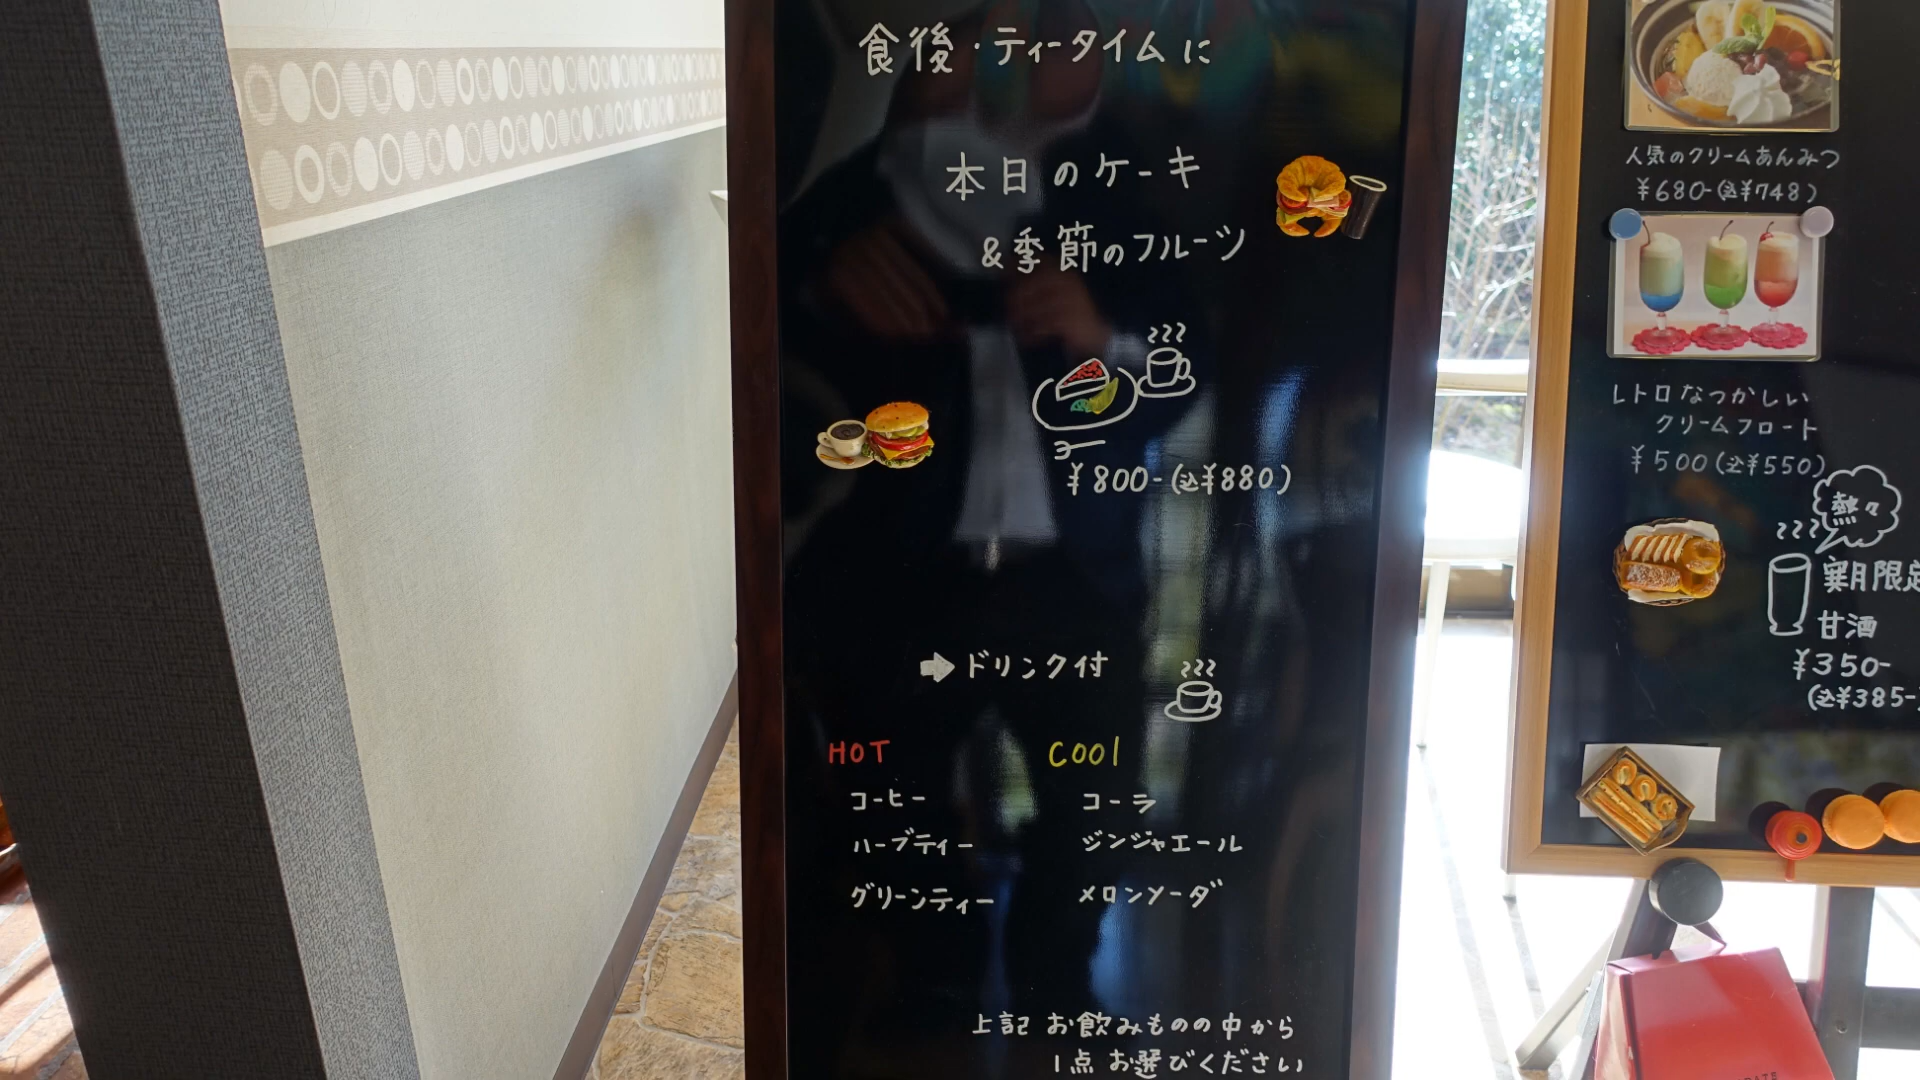 食後・ティータイムに
本日のケーキ
&季節のフルーツ
¥800-(込¥880)
➡ドリンク付
HOT
コーヒー
ハーブティー
グリーンティー
COOl
コーラ
ジンジャエール
メロンソーダ
上記 お飲みものの中から
1点 お選びください
人気のクリームあんみつ
¥680-(込¥748)
レトロなつかしい
クリームフロート
¥500(込¥550)
熱々
寒月限定
甘酒
¥350-
(込¥385-)